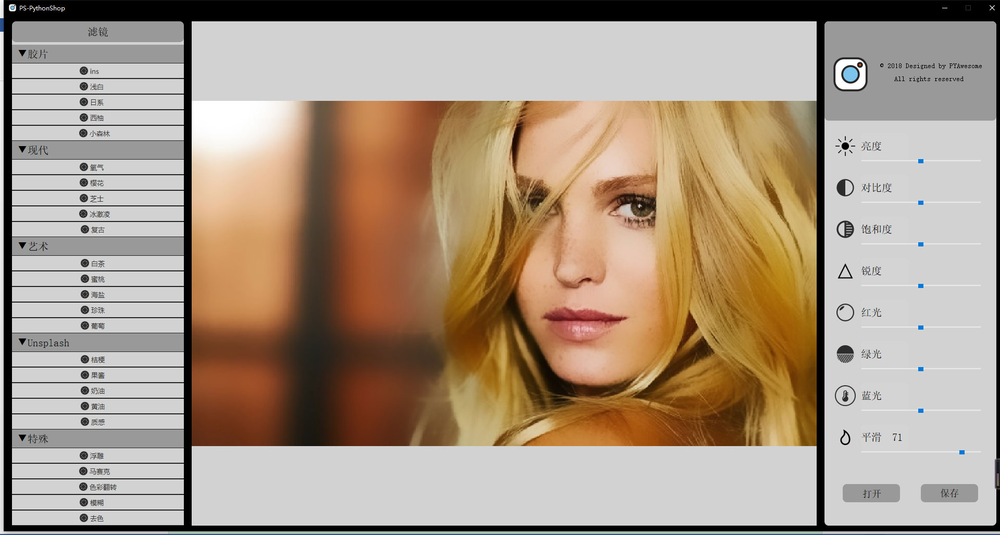 PS-PythonShop
滤镜
▼胶片
ins
浅白
日系
西柚
小森林
▼现代
氧气
樱花
芝士
冰激凌
复古
▼艺术
白茶
蜜桃
海盐
珍珠
葡萄
▼Unsplash
桔梗
果酱
奶油
黄油
质感
▼特殊
浮雕
马赛克
色彩翻转
模糊
去色
© 2018 Designed by PYAwesome
All rights reserved
亮度
对比度
饱和度
锐度
红光
绿光
蓝光
平滑 71
打开
保存